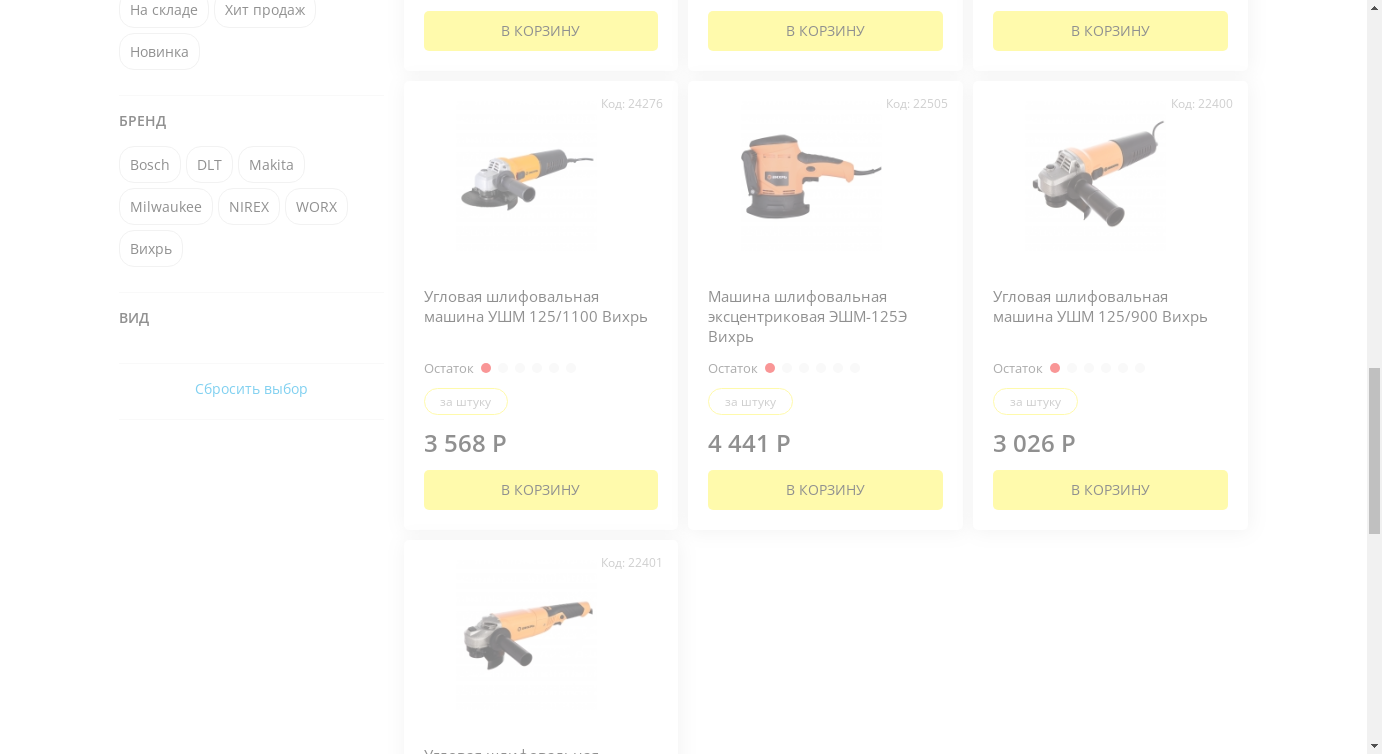 На складе
Хит продаж
Новинка
БРЕНД
Bosch
DLT
Makita
Milwaukee
NIREX
WORX
Вихрь
ВИД
Сбросить выбор
В КОРЗИНУ
В КОРЗИНУ
В КОРЗИНУ
Код: 24276
Угловая шлифовальная
машина УШМ 125/1100 Вихрь
Остаток
за штуку
3 568 Р
В КОРЗИНУ
Код: 22505
Машина шлифовальная
эксцентриковая ЭШМ-125Э
Вихрь
Остаток
за штуку
4 441 Р
В КОРЗИНУ
Код: 22400
Угловая шлифовальная
машина УШМ 125/900 Вихрь
Остаток
за штуку
3 026 Р
В КОРЗИНУ
Код: 22401
Угловая шлифовальная